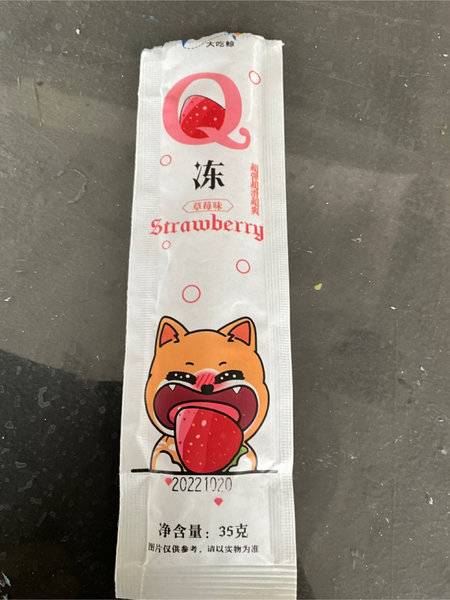 大吃鲸
Q
冻
草莓味
Strawberry
20221020
净含量：35克
图片仅供参考，请以实物为准